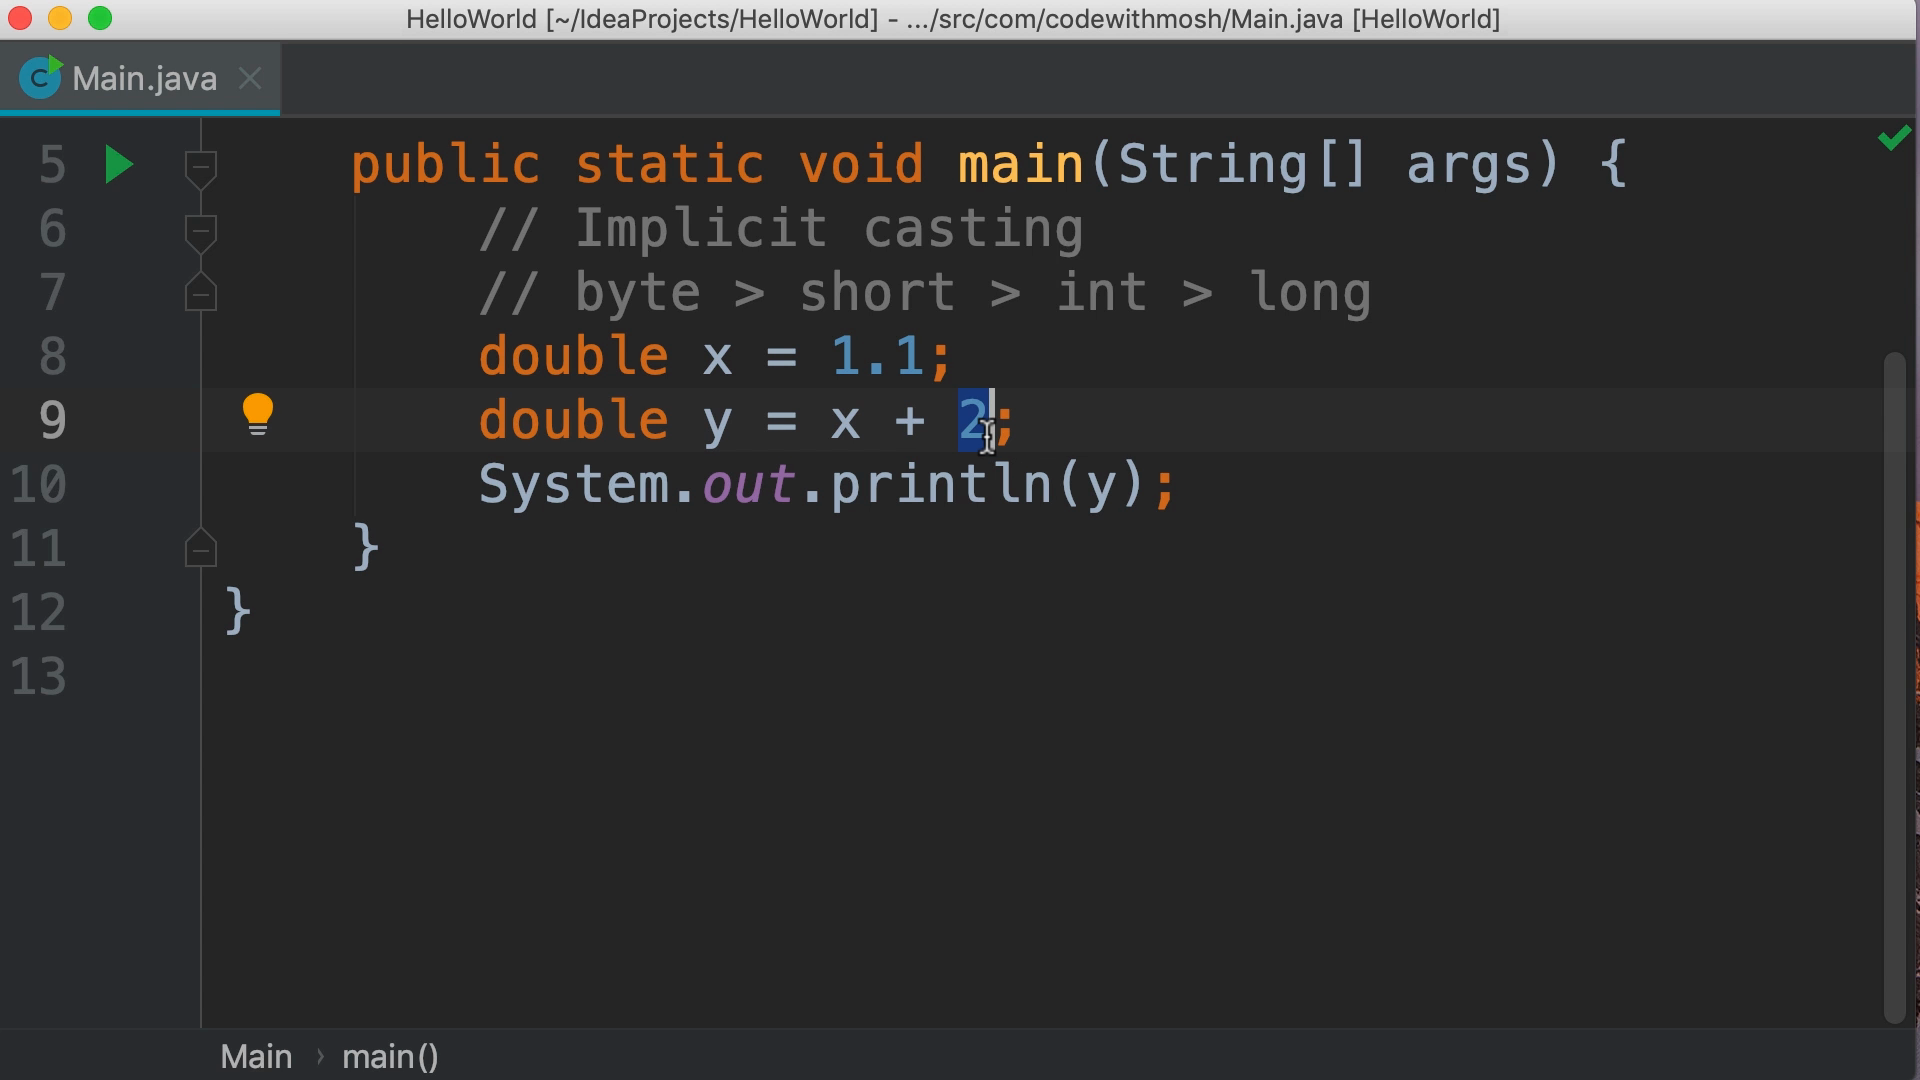 HelloWorld [~/IdeaProjects/HelloWorld] - .../src/com/codewithmosh/Main.java [HelloWorld]
C Main.java
5 public static void main(String[] args) {
6 // Implicit casting
7 // byte > short > int > long
8 double x = 1.1;
9 double y = x + 2;
10 System.out.println(y);
11 }
12 }
13
Main › main()